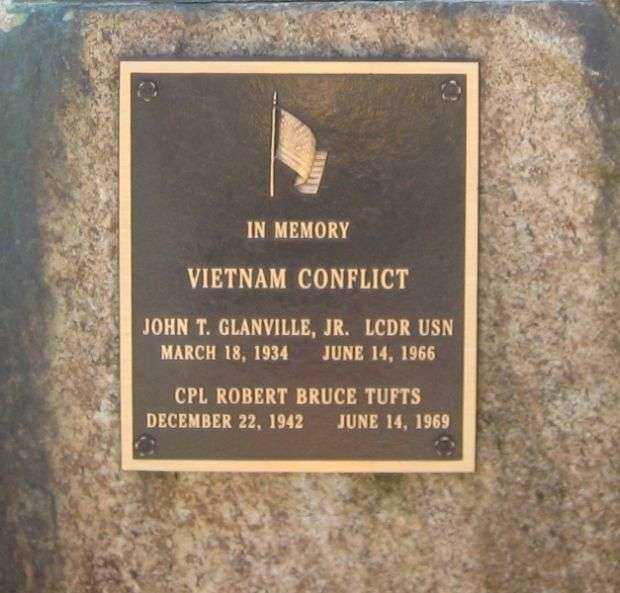 IN MEMORY
VIETNAM CONFLICT
JOHN T. GLANVILLE, JR. LCDR USN
MARCH 18, 1934 JUNE 14, 1966
CPL ROBERT BRUCE TUFTS
DECEMBER 22, 1942 JUNE 14, 1969